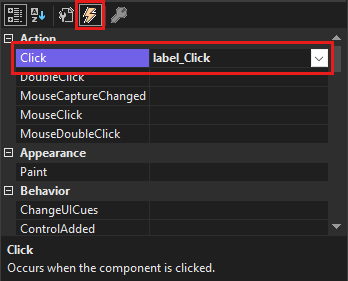 Action
Click label_Click
DoubleClick
MouseCaptureChanged
MouseClick
MouseDoubleClick
Appearance
Paint
Behavior
ChangeUICues
ControlAdded
Click
Occurs when the component is clicked.